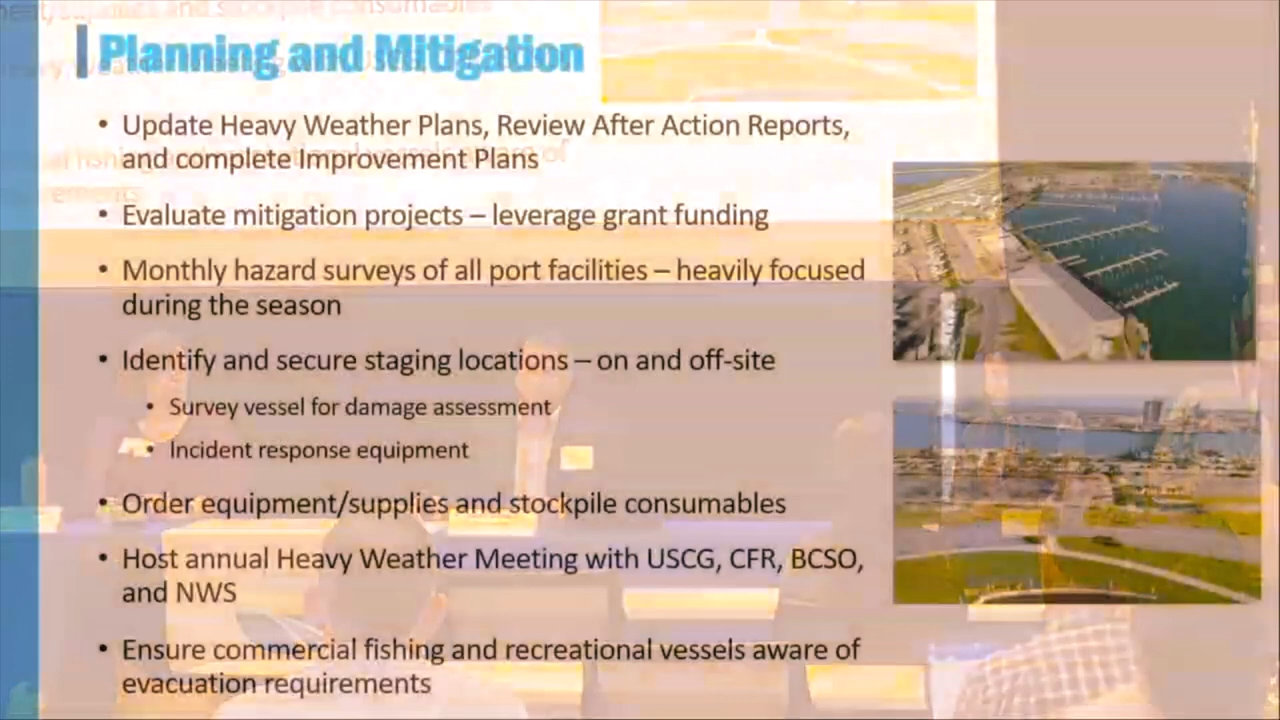 Planning and Mitigation
• Update Heavy Weather Plans, Review After Action Reports,
and complete Improvement Plans
• Evaluate mitigation projects – leverage grant funding
• Monthly hazard surveys of all port facilities – heavily focused
during the season
• Identify and secure staging locations – on and off-site
• Survey vessel for damage assessment
• Incident response equipment
• Order equipment/supplies and stockpile consumables
• Host annual Heavy Weather Meeting with USCG, CFR, BCSO,
and NWS
• Ensure commercial fishing and recreational vessels aware of
evacuation requirements